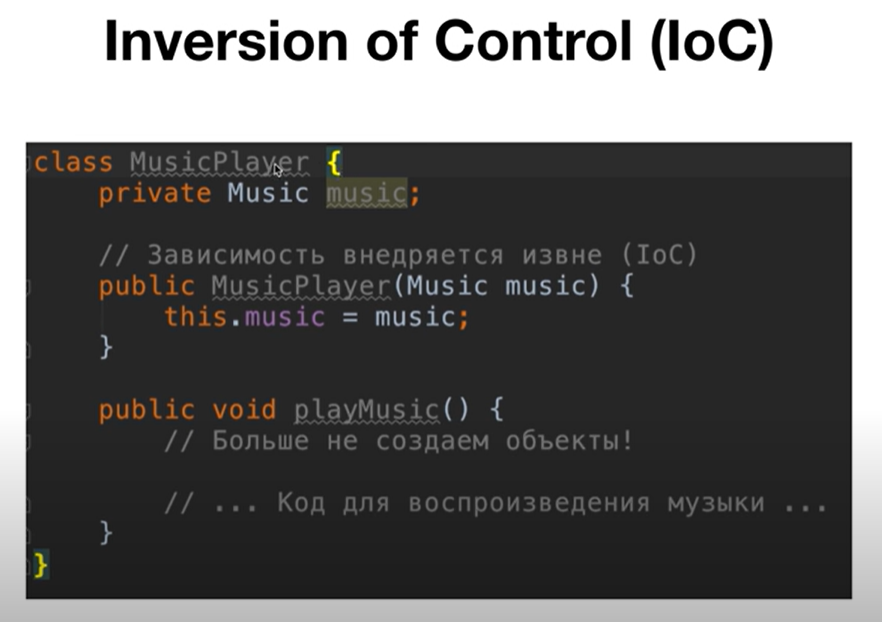 Inversion of Control (IoC)
class MusicPlayer {
private Music music;
// Зависимость внедряется извне (IoC)
public MusicPlayer(Music music) {
this.music = music;
}
public void playMusic() {
// Больше не создаем объекты!
// ... Код для воспроизведения музыки ...
}
}